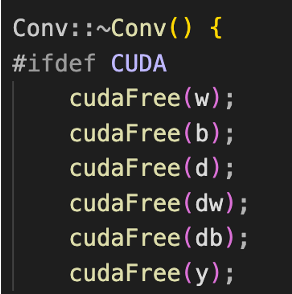 Conv::~Conv() {
#ifdef CUDA
    cudaFree(w);
    cudaFree(b);
    cudaFree(d);
    cudaFree(dw);
    cudaFree(db);
    cudaFree(y);